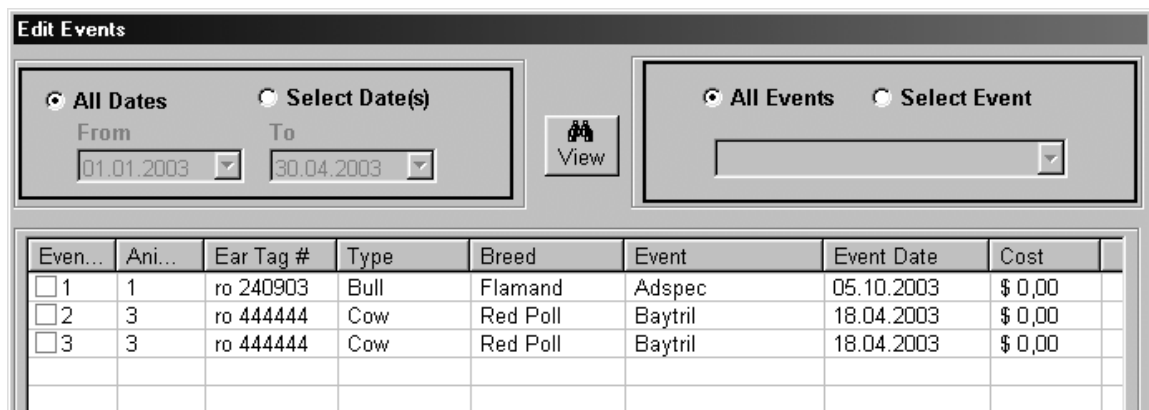 Edit Events
All Dates Select Date(s)
From To
01.01.2003 30.04.2003
View
All Events Select Event
Even... Ani... Ear Tag # Type Breed Event Event Date Cost
1 1 ro 240903 Bull Flamand Adspec 05.10.2003 $ 0,00
2 3 ro 444444 Cow Red Poll Baytril 18.04.2003 $ 0,00
3 3 ro 444444 Cow Red Poll Baytril 18.04.2003 $ 0,00